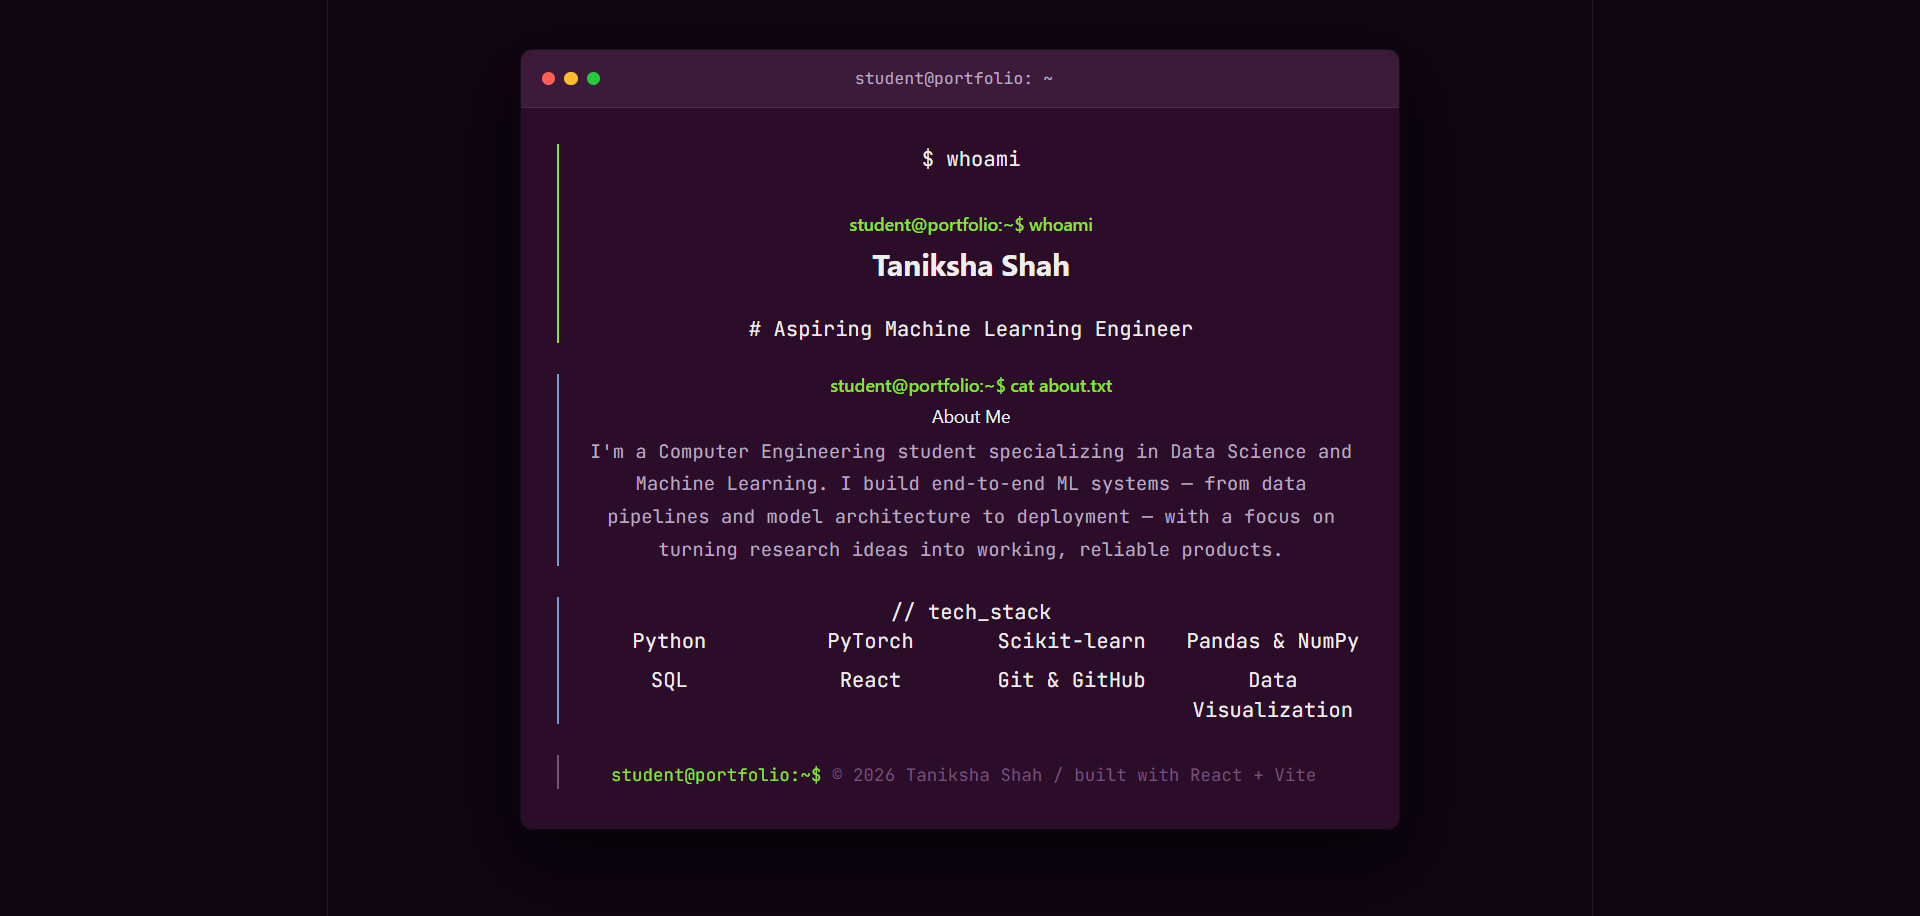 student@portfolio: ~
$ whoami
student@portfolio:~$ whoami
Taniksha Shah
# Aspiring Machine Learning Engineer
student@portfolio:~$ cat about.txt
About Me
I'm a Computer Engineering student specializing in Data Science and
Machine Learning. I build end-to-end ML systems — from data
pipelines and model architecture to deployment — with a focus on
turning research ideas into working, reliable products.
// tech_stack
Python PyTorch Scikit-learn Pandas & NumPy
SQL React Git & GitHub Data
Visualization
student@portfolio:~$ © 2026 Taniksha Shah / built with React + Vite